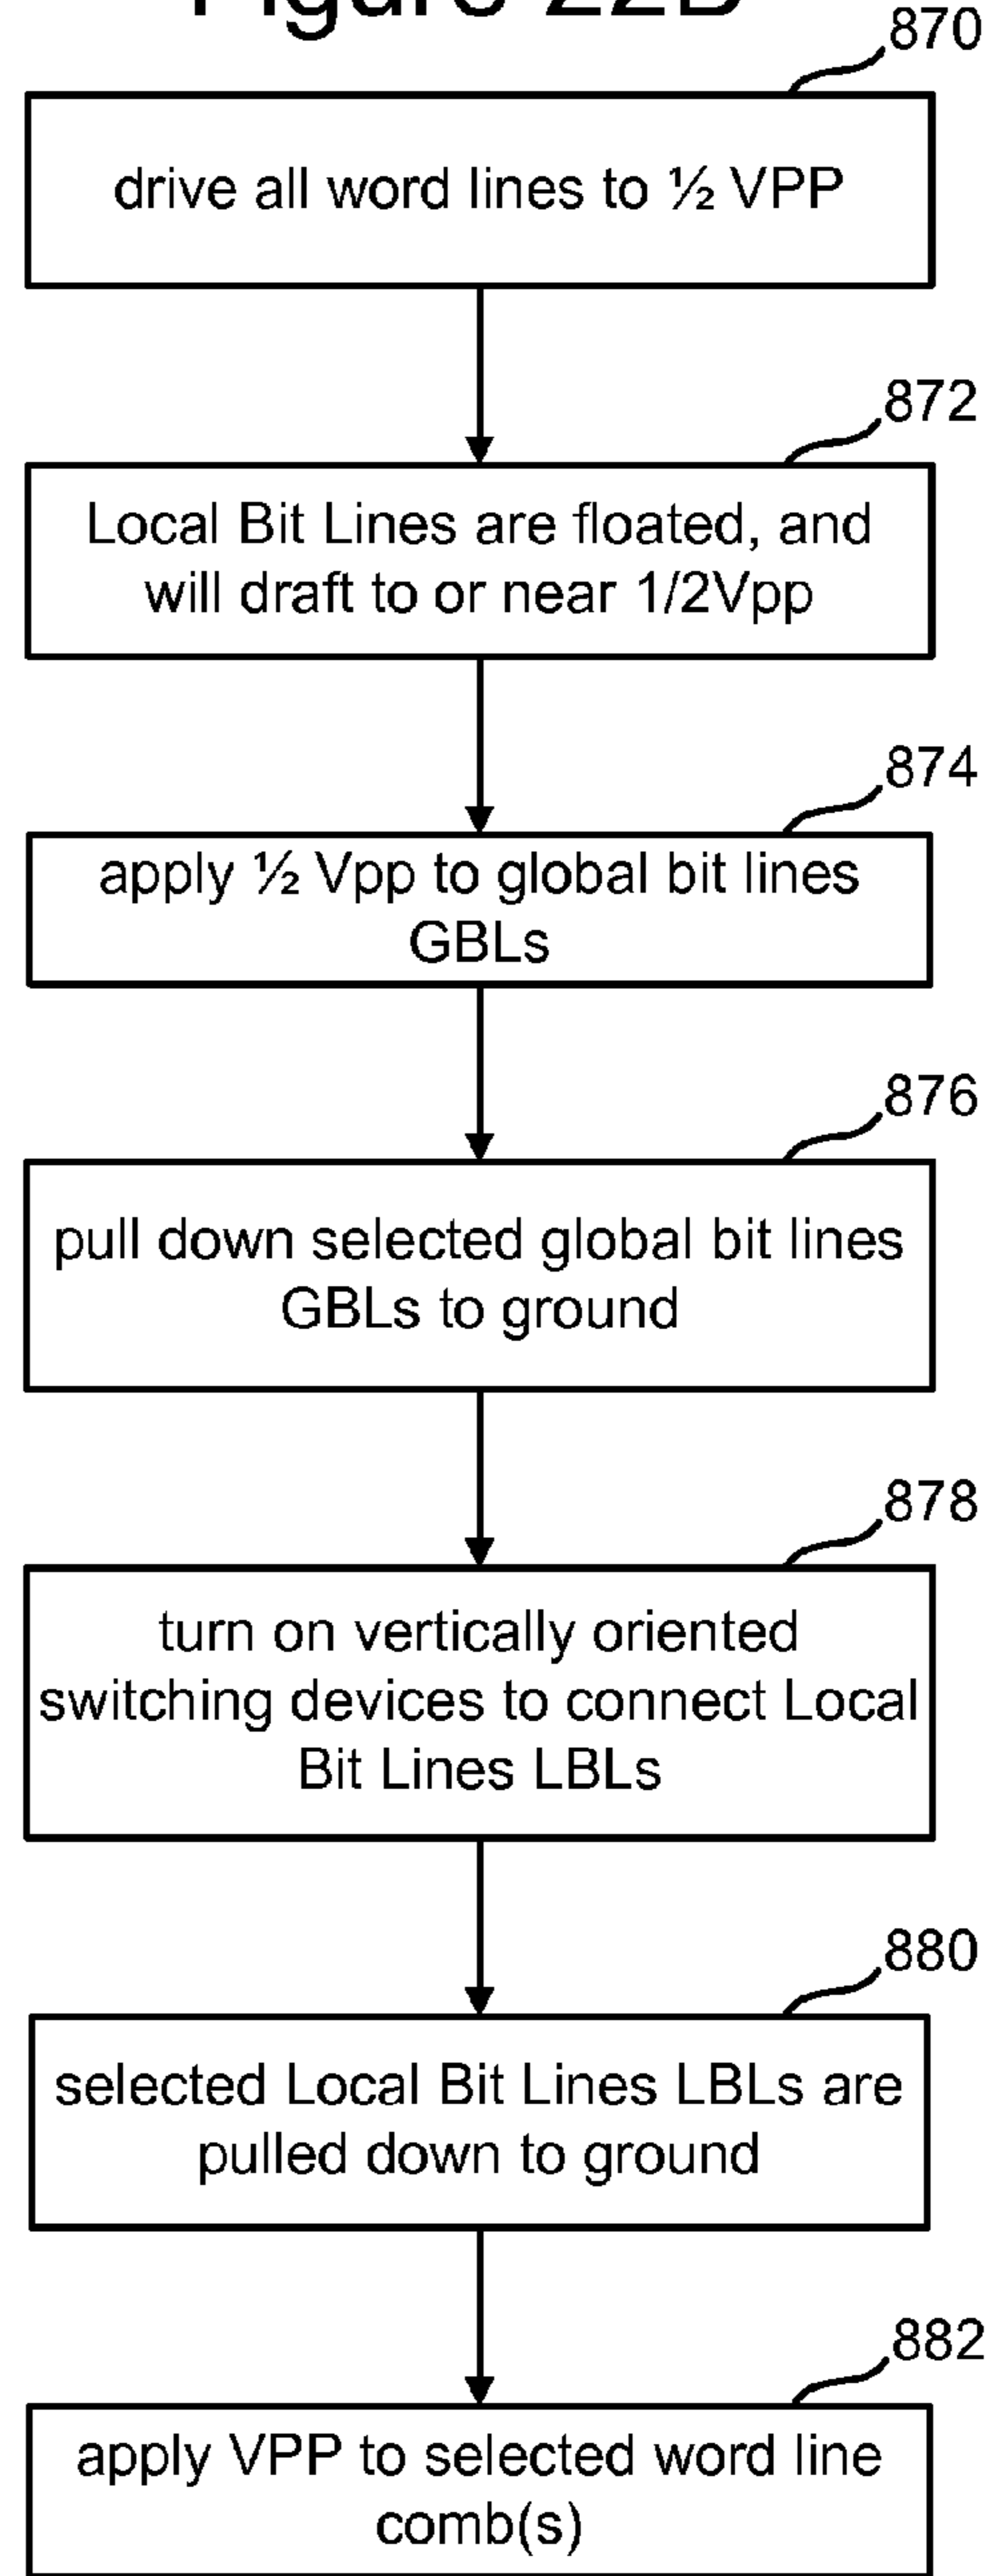 Figure 22B
870
drive all word lines to ½ VPP
872
Local Bit Lines are floated, and
will draft to or near 1/2Vpp
874
apply ½ Vpp to global bit lines
GBLs
876
pull down selected global bit lines
GBLs to ground
878
turn on vertically oriented
switching devices to connect Local
Bit Lines LBLs
880
selected Local Bit Lines LBLs are
pulled down to ground
882
apply VPP to selected word line
comb(s)